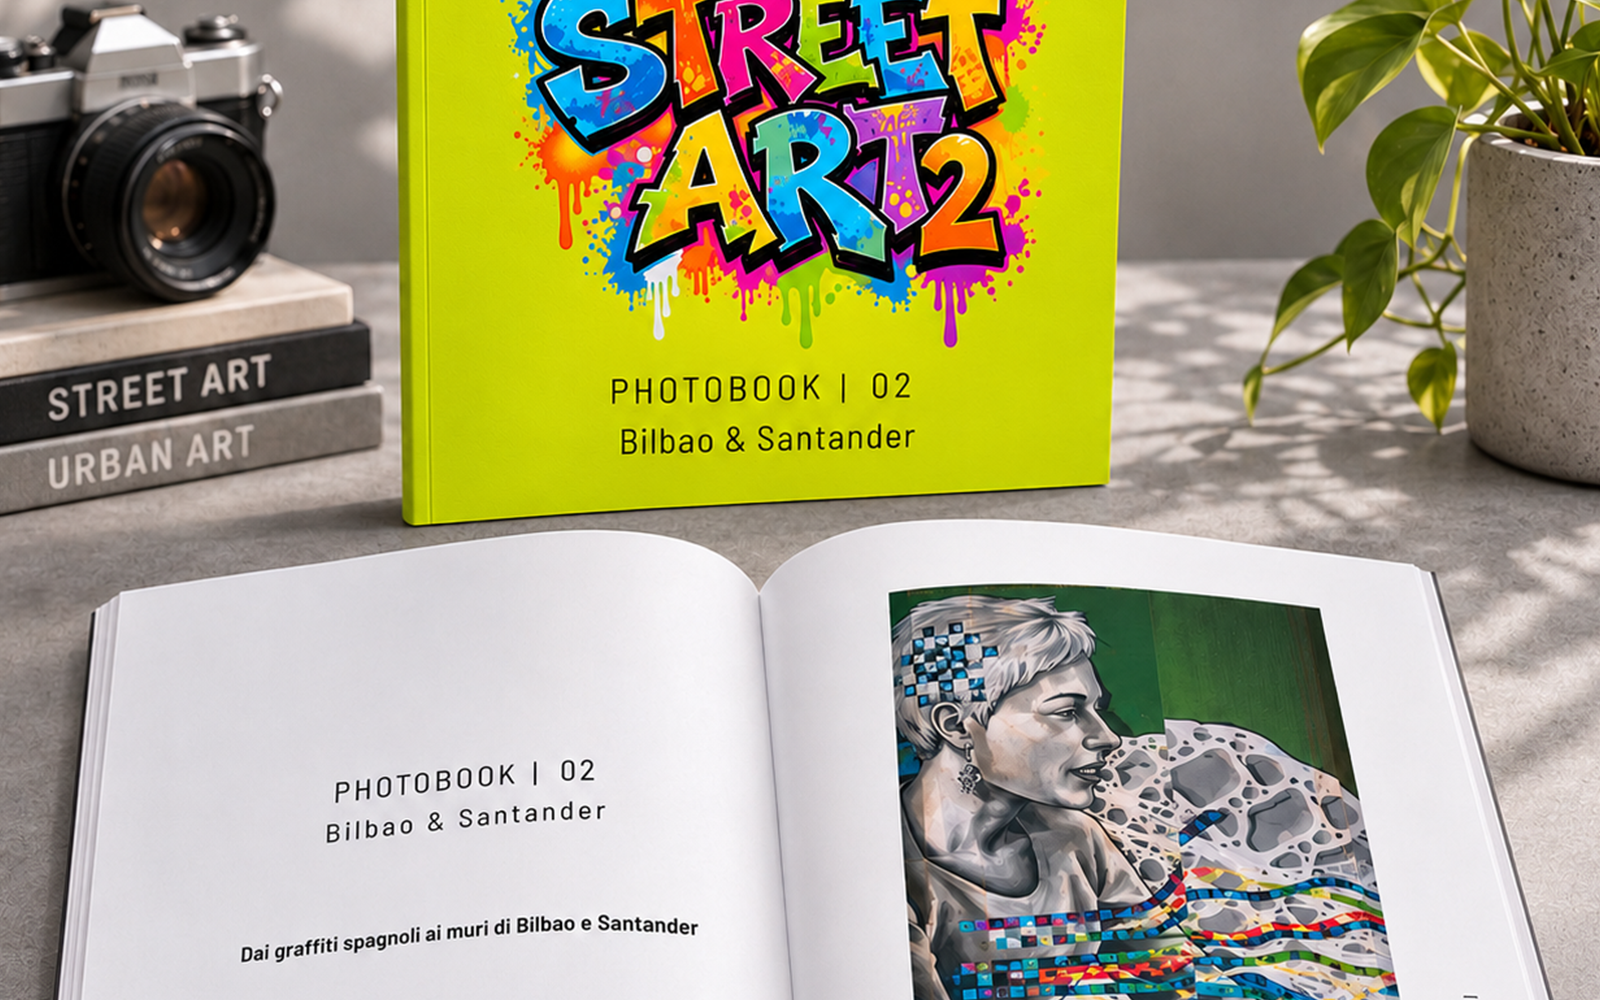 STREET
ART2
PHOTOBOOK | 02
Bilbao & Santander
STREET ART
URBAN ART
PHOTOBOOK | 02
Bilbao & Santander
Dai graffiti spagnoli ai muri di Bilbao e Santander